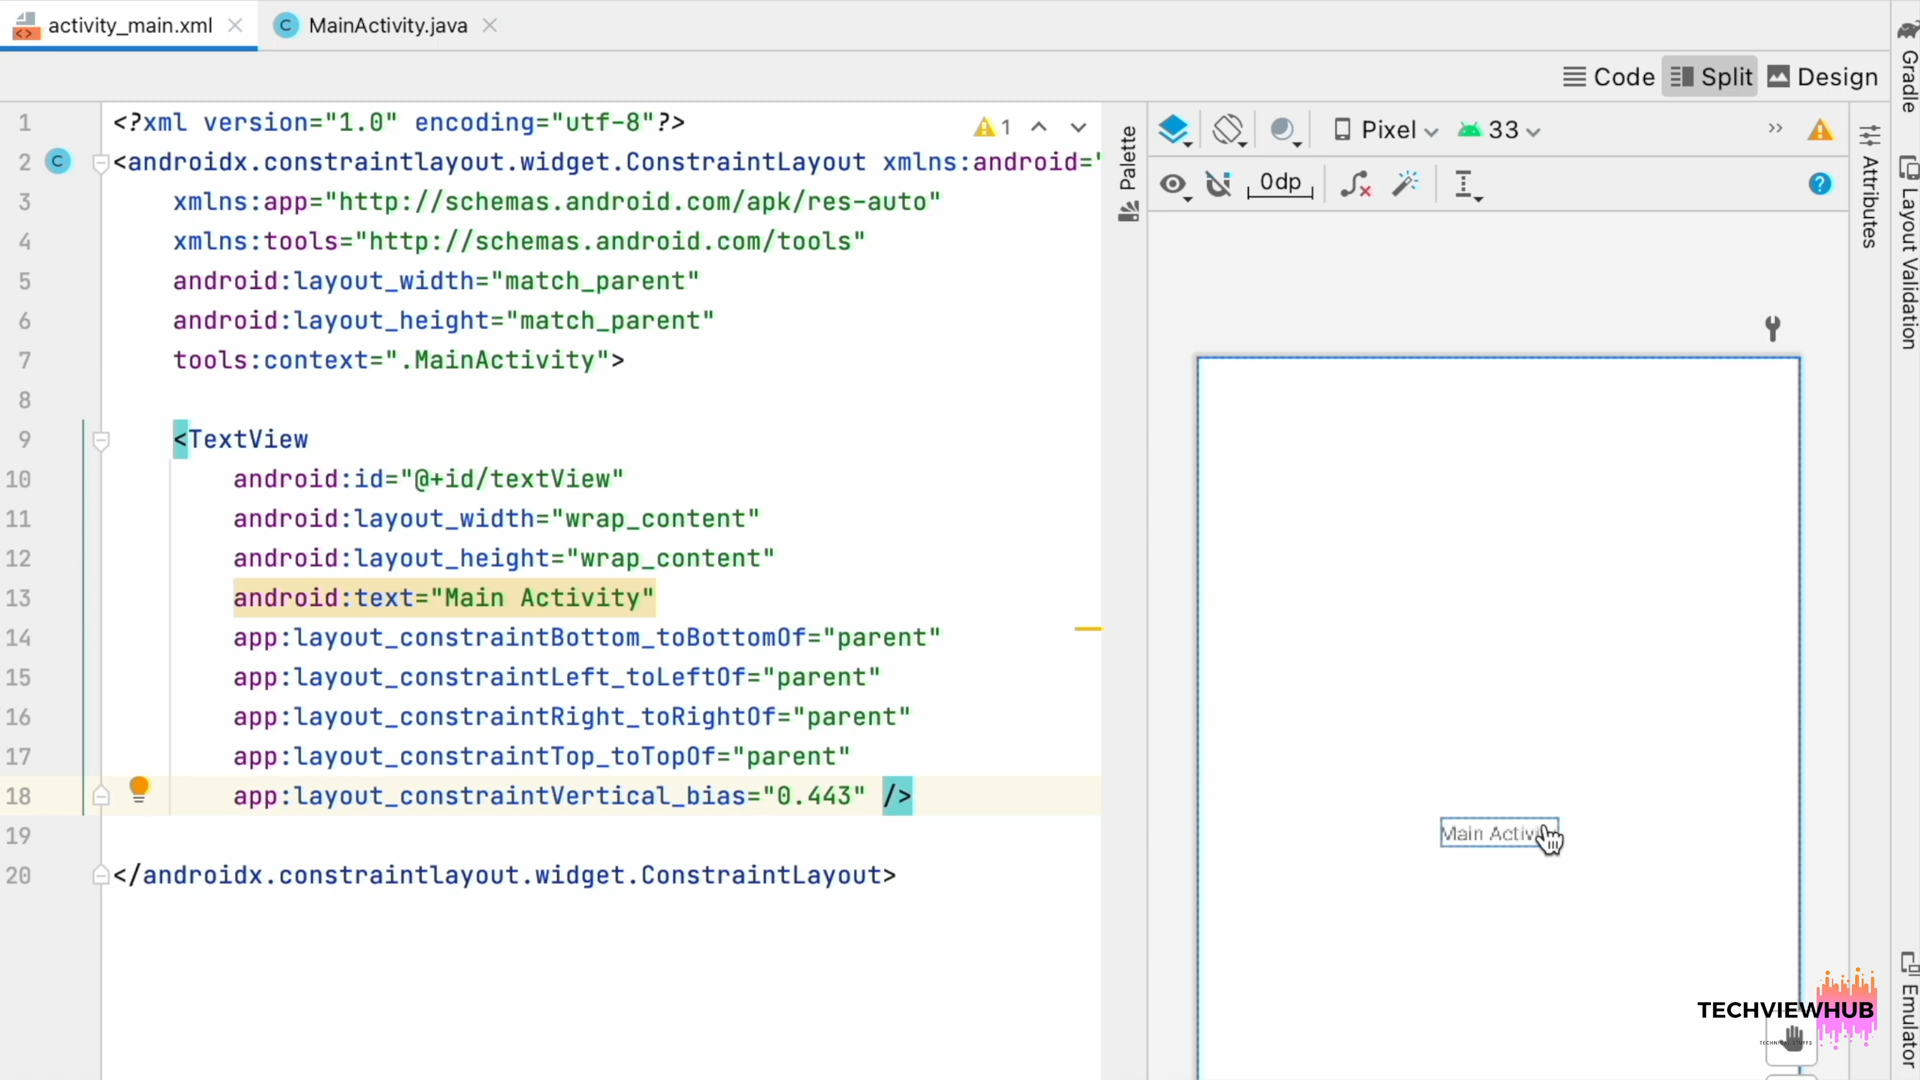 activity_main.xml
MainActivity.java
Code
Split
Design
1 <?xml version="1.0" encoding="utf-8"?>
1
2 <androidx.constraintlayout.widget.ConstraintLayout xmlns:android="
3 xmlns:app="http://schemas.android.com/apk/res-auto"
4 xmlns:tools="http://schemas.android.com/tools"
5 android:layout_width="match_parent"
6 android:layout_height="match_parent"
7 tools:context=".MainActivity">
8
9 <TextView
10 android:id="@+id/textView"
11 android:layout_width="wrap_content"
12 android:layout_height="wrap_content"
13 android:text="Main Activity"
14 app:layout_constraintBottom_toBottomOf="parent"
15 app:layout_constraintLeft_toLeftOf="parent"
16 app:layout_constraintRight_toRightOf="parent"
17 app:layout_constraintTop_toTopOf="parent"
18 app:layout_constraintVertical_bias="0.443" />
19
20 </androidx.constraintlayout.widget.ConstraintLayout>
Palette
Pixel
33
0dp
Main Activi
Attributes
Gradle
Layout Validation
Emulator
TECHVIEWHUB
TECHNICAL STUFFS